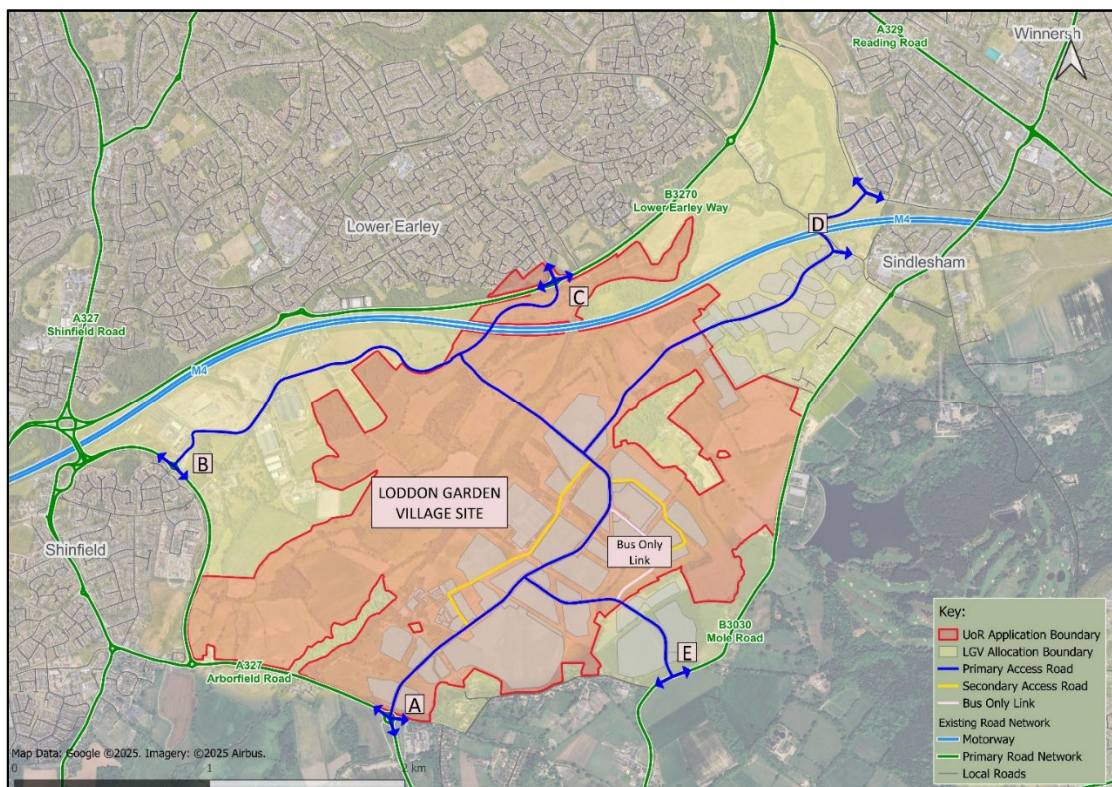 A329
Reading Road
Winnersh
B3270
Lower Earley Way
Lower Earley
D
M4
Sindlesham
C
A327
Shinfield Road
M4
B
LODDON GARDEN
VILLAGE SITE
Shinfield
Bus Only
Link
B3030
Mole Road
E
A327
Arborfield Road
A
Key:
UoR Application Boundary
LGV Allocation Boundary
Primary Access Road
Secondary Access Road
Bus Only Link
Existing Road Network
Motorway
Primary Road Network
Local Roads
Map Data: Google ©2025. Imagery: ©2025 Airbus.
0 1 2 km